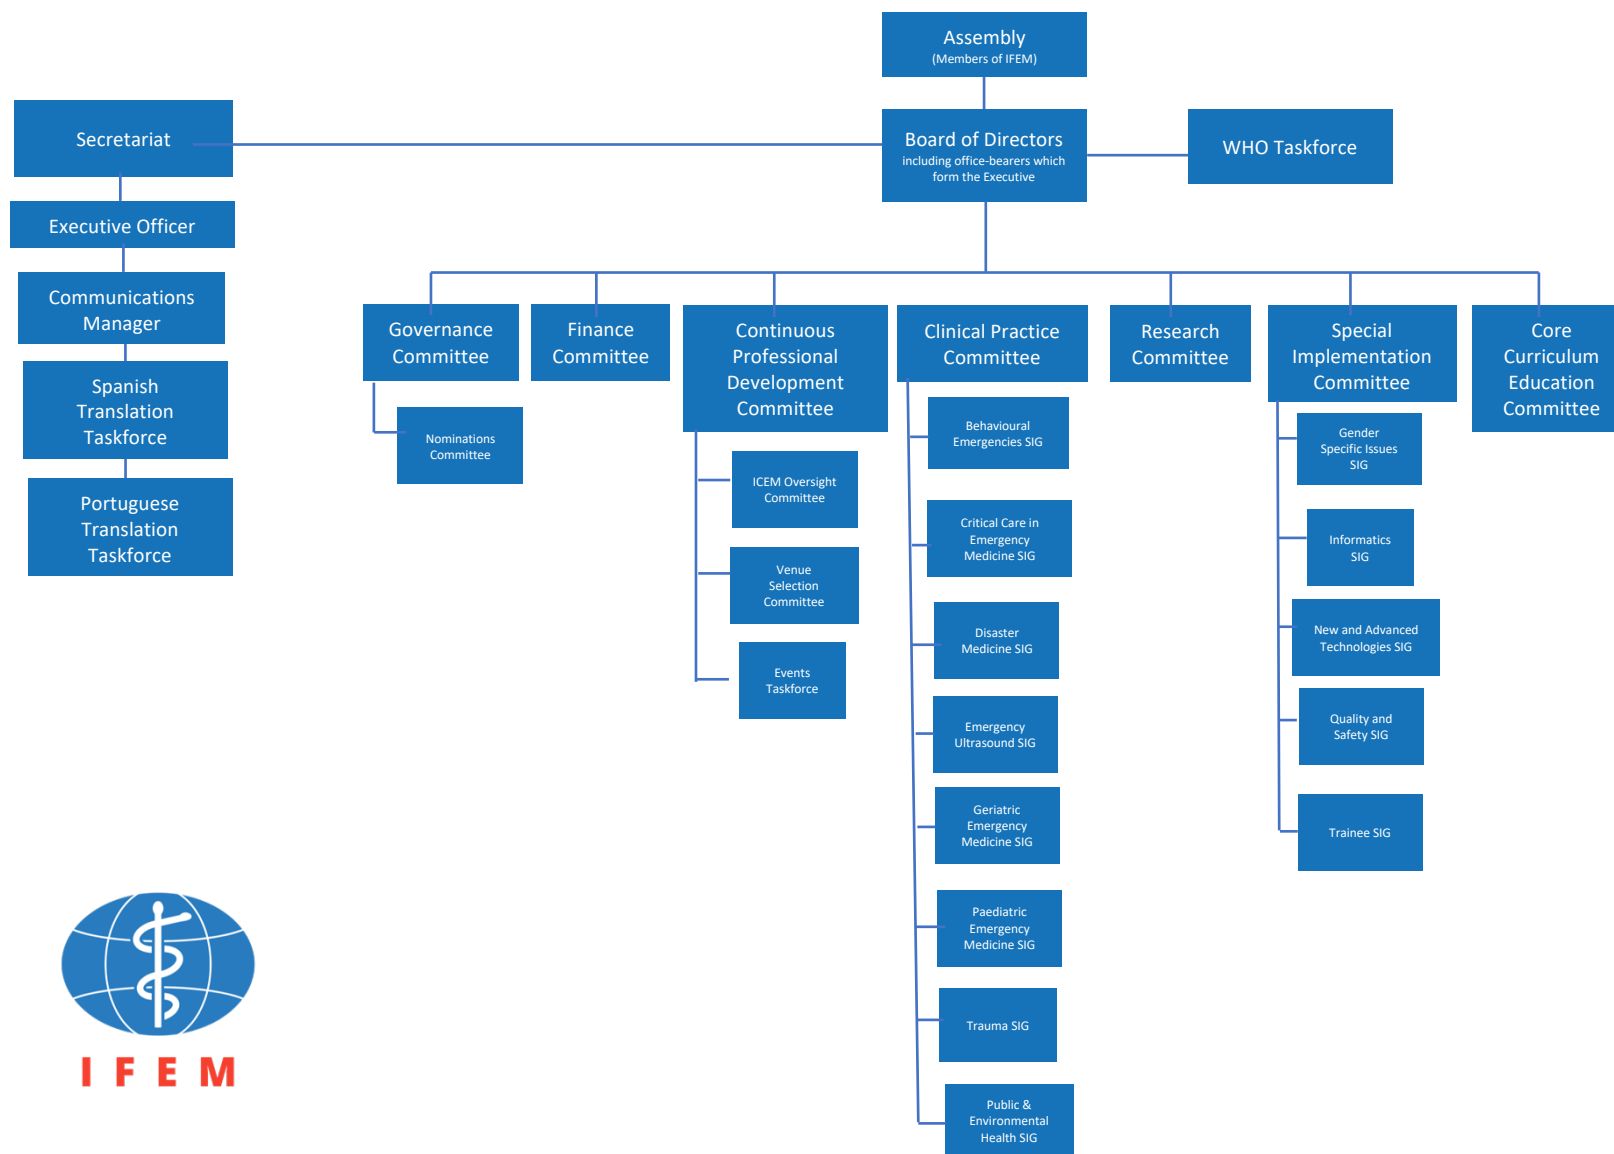 Assembly
(Members of IFEM)
Secretariat
Board of Directors
including office-bearers which
form the Executive
WHO Taskforce
Executive Officer
Communications
Manager
Spanish
Translation
Taskforce
Portuguese
Translation
Taskforce
Governance
Committee
Nominations
Committee
Finance
Committee
Continuous
Professional
Development
Committee
ICEM Oversight
Committee
Venue
Selection
Committee
Events
Taskforce
Clinical Practice
Committee
Behavioural
Emergencies SIG
Critical Care in
Emergency
Medicine SIG
Disaster
Medicine SIG
Emergency
Ultrasound SIG
Geriatric
Emergency
Medicine SIG
Paediatric
Emergency
Medicine SIG
Trauma SIG
Public &
Environmental
Health SIG
Research
Committee
Special
Implementation
Committee
Gender
Specific Issues
SIG
Informatics
SIG
New and Advanced
Technologies SIG
Quality and
Safety SIG
Trainee SIG
Core
Curriculum
Education
Committee
IFEM